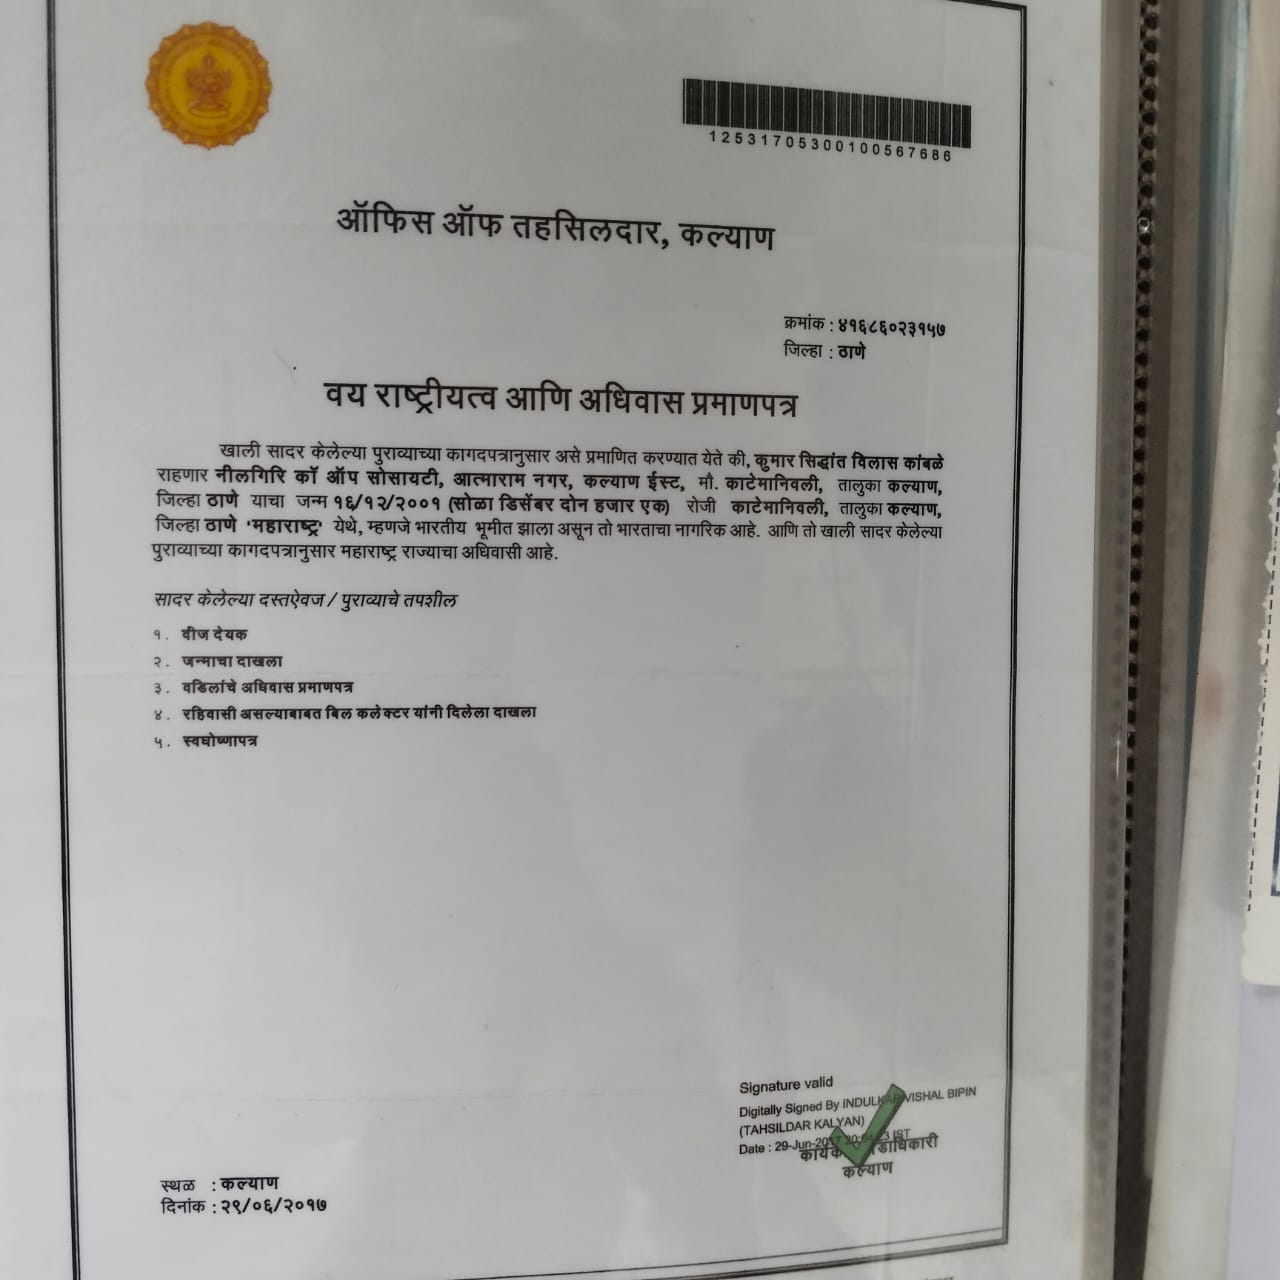 12531705300100567686
ऑफिस ऑफ तहसिलदार, कल्याण
क्रमांक : ४१६८६०२३१५७
जिल्हा : ठाणे
वय राष्ट्रीयत्व आणि अधिवास प्रमाणपत्र
खाली सादर केलेल्या पुराव्याच्या कागदपत्रानुसार असे प्रमाणित करण्यात येते की, कुमार सिद्धांत विलास कांबळे
राहणार नीलगिरि कॉ ऑप सोसायटी, आत्माराम नगर, कल्याण ईस्ट, मौ. काटेमानिवली, तालुका कल्याण,
जिल्हा ठाणे याचा जन्म १६/१२/२००१ (सोळा डिसेंबर दोन हजार एक) रोजी काटेमानिवली, तालुका कल्याण,
जिल्हा ठाणे 'महाराष्ट्र' येथे, म्हणजे भारतीय भूमीत झाला असून तो भारताचा नागरिक आहे. आणि तो खाली सादर केलेल्या
पुराव्याच्या कागदपत्रानुसार महाराष्ट्र राज्याचा अधिवासी आहे.
सादर केलेल्या दस्तऐवज / पुराव्याचे तपशील
१. वीज देयक
२. जन्माचा दाखला
३. वडिलांचे अधिवास प्रमाणपत्र
४. रहिवासी असल्याबाबत बिल कलेक्टर यांनी दिलेला दाखला
५. स्वघोष्णापत्र
Signature valid
Digitally Signed By INDULKAR VISHAL BIPIN
(TAHSILDAR KALYAN)
Date : 29-Jun-2017 IST
कल्याण
स्थळ : कल्याण
दिनांक : २९/०६/२०१७